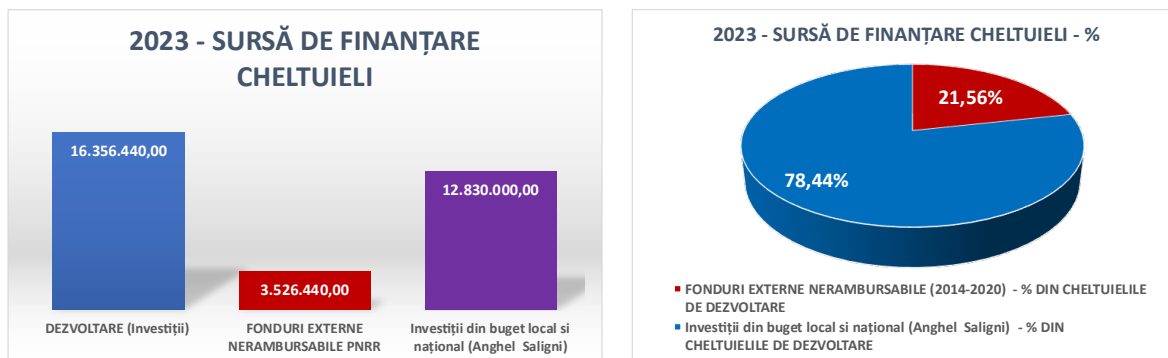 2023 - SURSĂ DE FINANȚARE
CHELTUIELI
16.356.440,00
3.526.440,00
12.830.000,00
DEZVOLTARE (Investiții)
FONDURI EXTERNE
NERAMBURSABILE PNRR
Investiții din buget local si
național (Anghel Saligni)
2023 - SURSĂ DE FINANȚARE CHELTUIELI - %
21,56%
78,44%
FONDURI EXTERNE NERAMBURSABILE (2014-2020) - % DIN CHELTUIELILE
DE DEZVOLTARE
Investiții din buget local si național (Anghel Saligni) - % DIN
CHELTUIELILE DE DEZVOLTARE